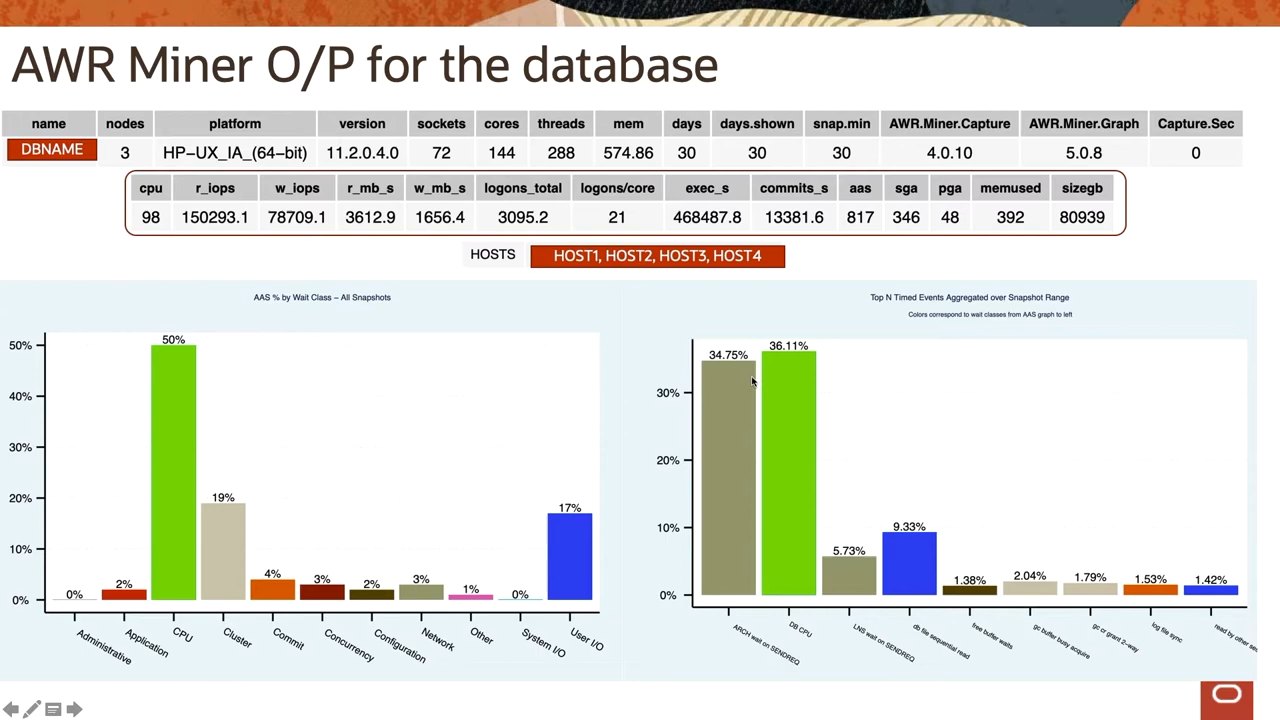 AWR Miner O/P for the database
name nodes platform version sockets cores threads mem days days.shown snap.min AWR.Miner.Capture AWR.Miner.Graph Capture.Sec
DBNAME 3 HP-UX_IA_(64-bit) 11.2.0.4.0 72 144 288 574.86 30 30 30 4.0.10 5.0.8 0
cpu r_iops w_iops r_mb_s w_mb_s logons_total logons/core exec_s commits_s aas sga pga memused sizegb
98 150293.1 78709.1 3612.9 1656.4 3095.2 21 468487.8 13381.6 817 346 48 392 80939
HOSTS HOST1, HOST2, HOST3, HOST4
AAS % by Wait Class – All Snapshots
50%
40%
30%
20%
10%
0%
0% 2% 50% 19% 4% 3% 2% 3% 1% 0% 17%
Administrative
Application
CPU
Cluster
Commit
Concurrency
Configuration
Network
Other
System I/O
User I/O
Top N Timed Events Aggregated over Snapshot Range
Colors correspond to wait classes from AAS graph to left
30%
20%
10%
0%
34.75% 36.11% 5.73% 9.33% 1.38% 2.04% 1.79% 1.53% 1.42%
ARCH wait on SENDREQ
DB CPU
LNS wait on SENDREQ
db file sequential read
free buffer waits
gc buffer busy acquire
gc cr grant 2-way
log file sync
read by other